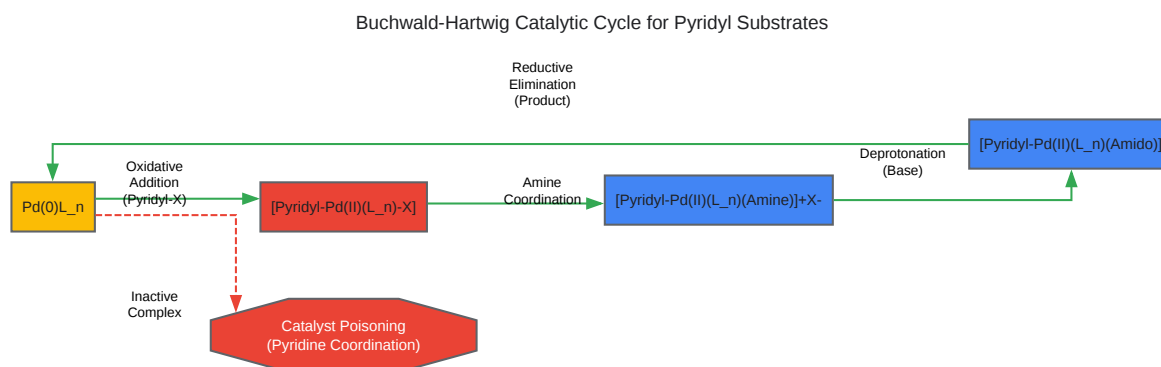 Buchwald-Hartwig Catalytic Cycle for Pyridyl Substrates
Reductive
Elimination
(Product)
[Pyridyl-Pd(II)(L_n)(Amido)]
Deprotonation
(Base)
Oxidative
Addition
(Pyridyl-X)
Amine
Coordination
Pd(0)L_n
[Pyridyl-Pd(II)(L_n)-X]
[Pyridyl-Pd(II)(L_n)(Amine)]+X-
Inactive
Complex
Catalyst Poisoning
(Pyridine Coordination)